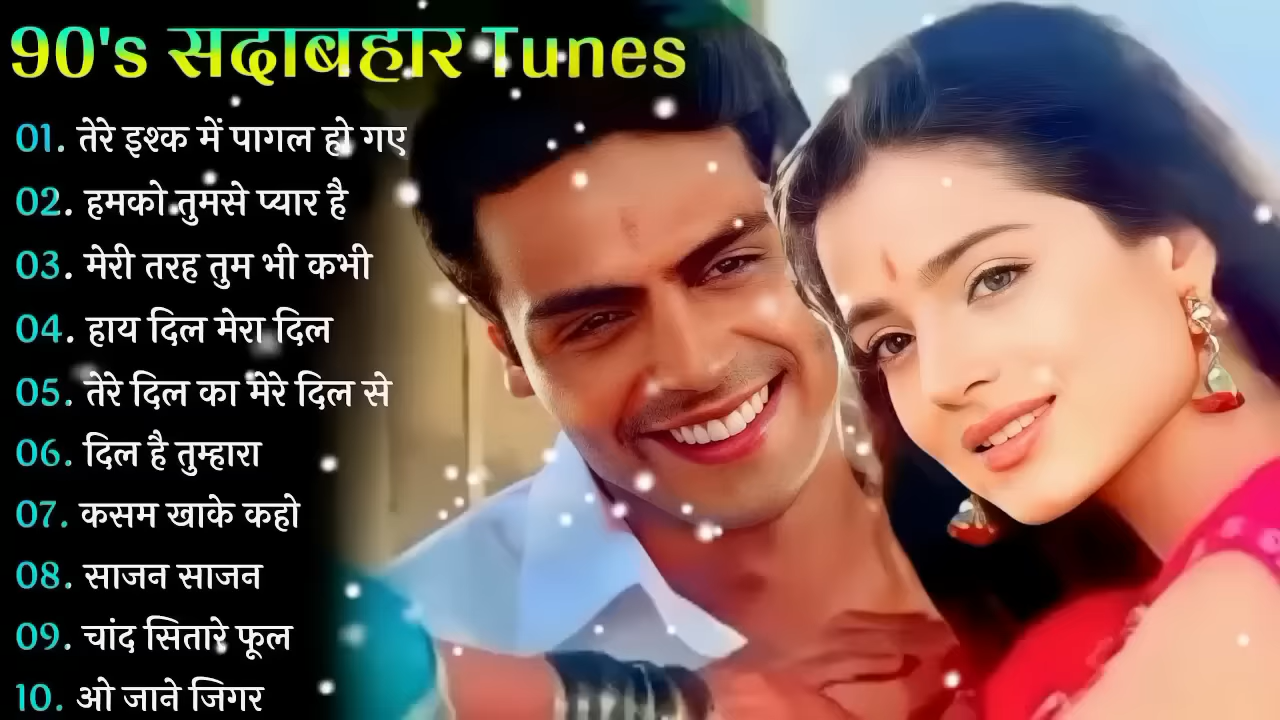 90's सदाबहार Tunes
01. तेरे इश्क में पागल हो गए
02. हमको तुमसे प्यार है
03. मेरी तरह तुम भी कभी
04. हाय दिल मेरा दिल
05. तेरे दिल का मेरे दिल से
06. दिल है तुम्हारा
07. कसम खाके कहो
08. साजन साजन
09. चांद सितारे फूल
10. ओ जाने जिगर